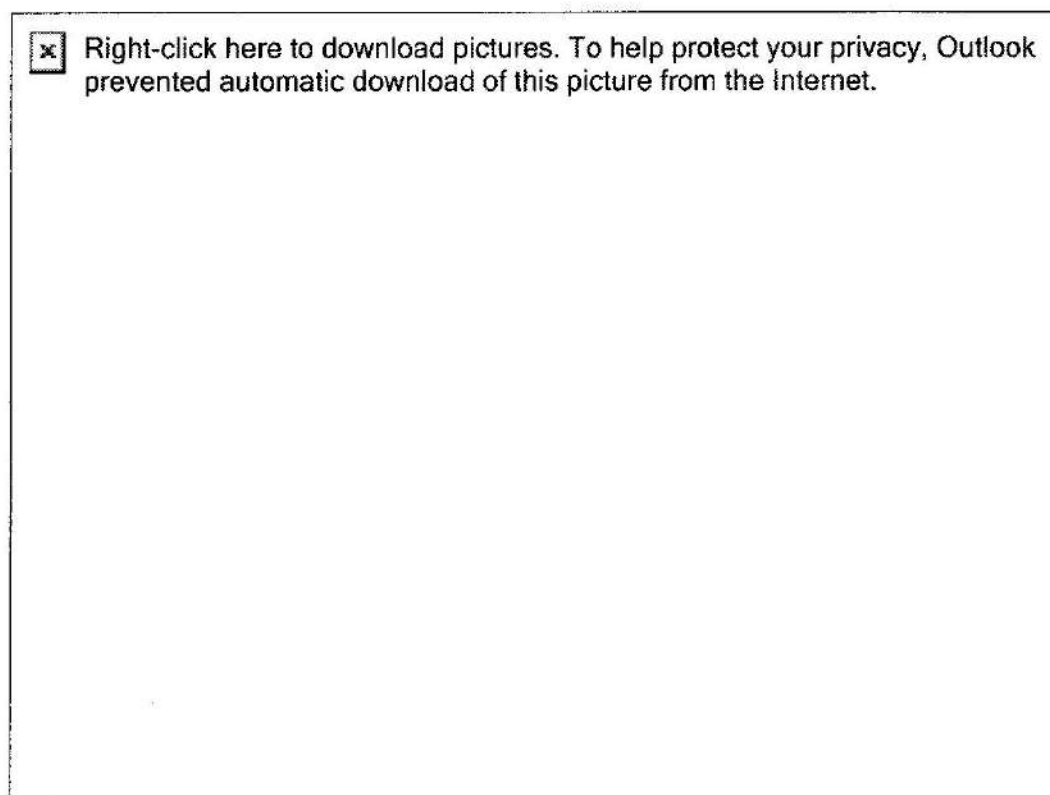 Right-click here to download pictures. To help protect your privacy, Outlook
prevented automatic download of this picture from the Internet.